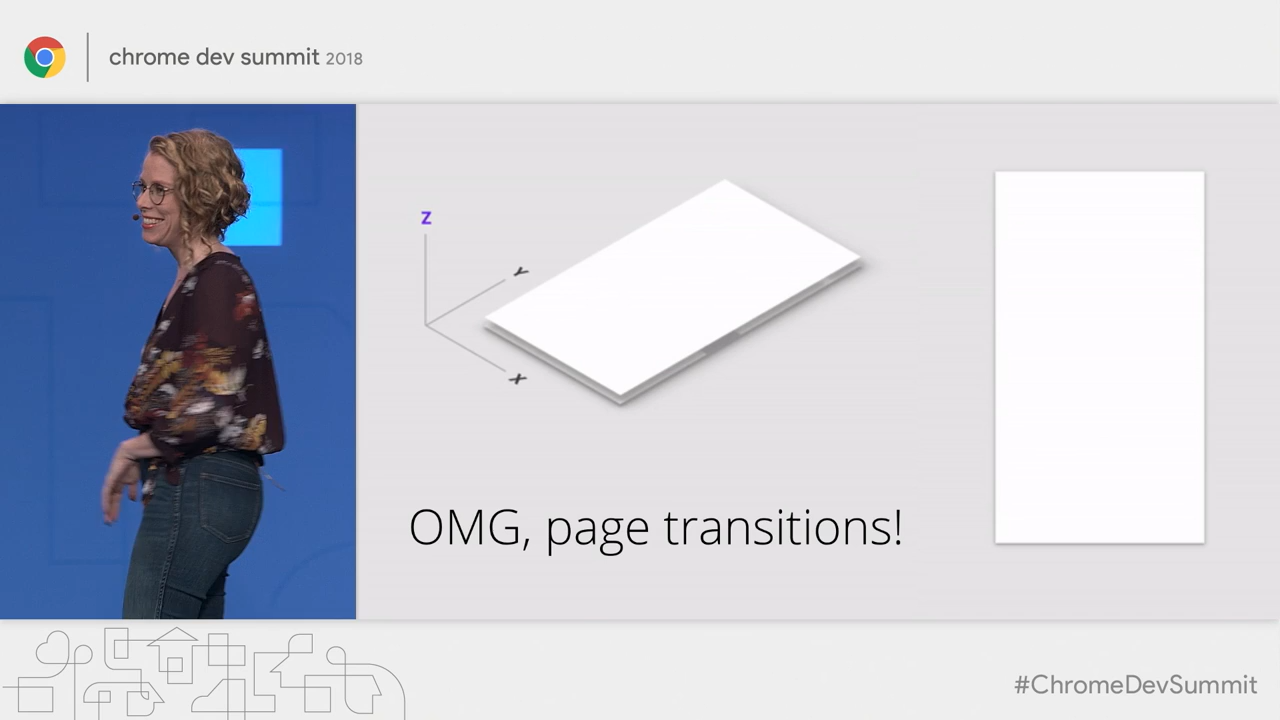 chrome dev summit 2018
Z
Y
X
OMG, page transitions!
#ChromeDevSummit